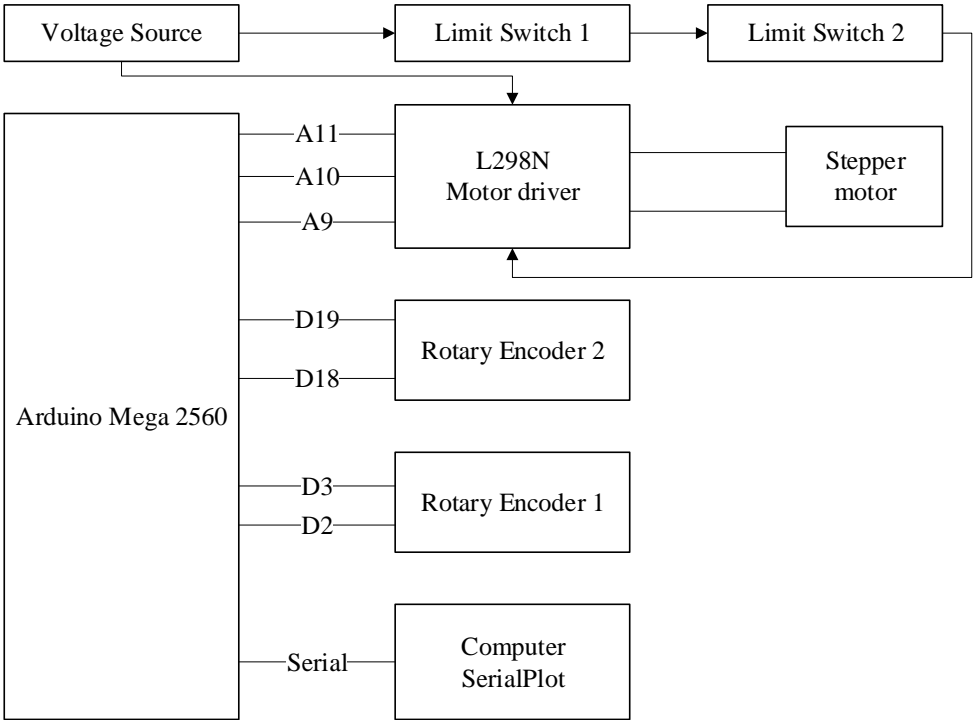 Voltage Source
Limit Switch 1
Limit Switch 2
A11
A10
A9
L298N
Motor driver
Stepper
motor
D19
D18
Rotary Encoder 2
Arduino Mega 2560
D3
D2
Rotary Encoder 1
Serial
Computer
SerialPlot